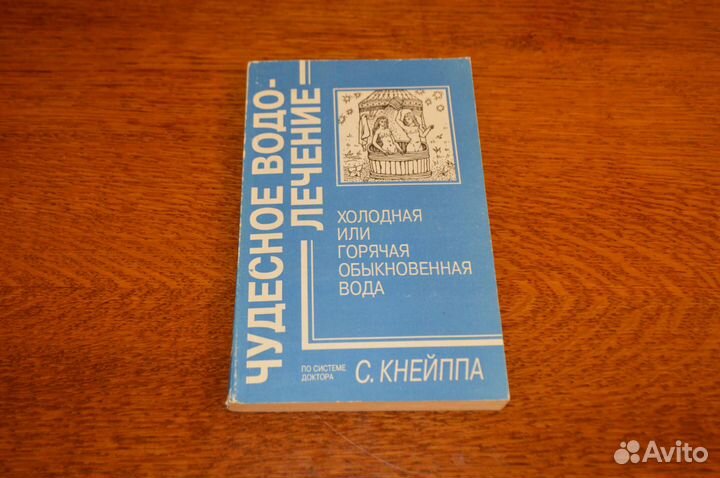 ЧУДЕСНОЕ ВОДО-
ЛЕЧЕНИЕ
ХОЛОДНАЯ
ИЛИ
ГОРЯЧАЯ
ОБЫКНОВЕННАЯ
ВОДА
ПО СИСТЕМЕ
ДОКТОРА
С. КНЕЙППА
Avito